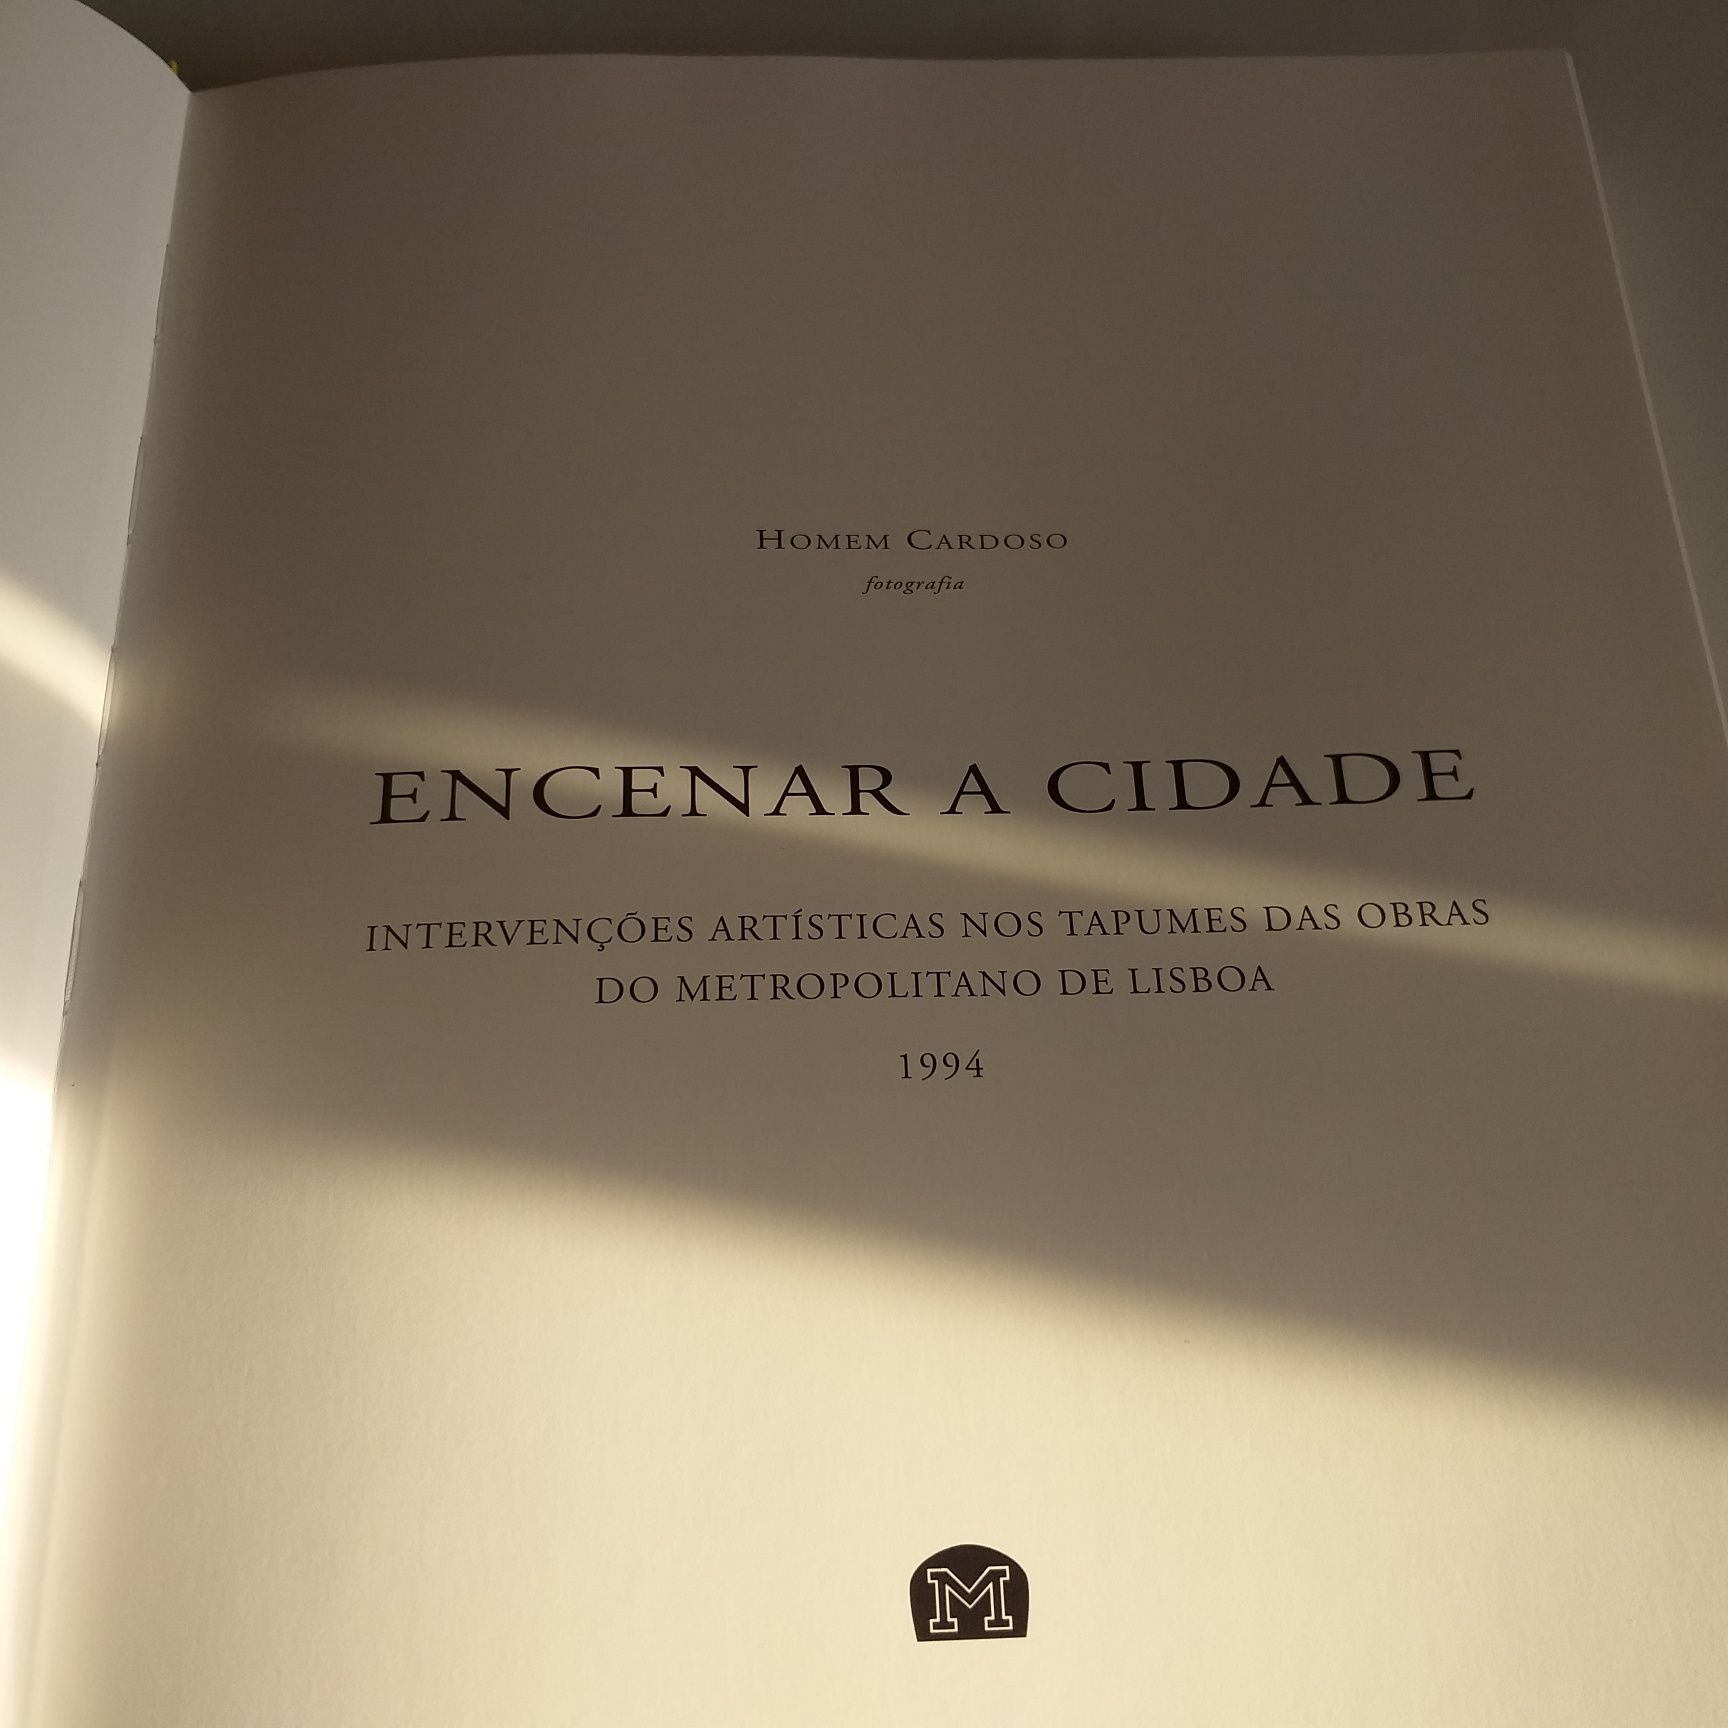 HOMEM CARDOSO
fotografia
ENCENAR A CIDADE
INTERVENÇÕES ARTÍSTICAS NOS TAPUMES DAS OBRAS
DO METROPOLITANO DE LISBOA
1994
M